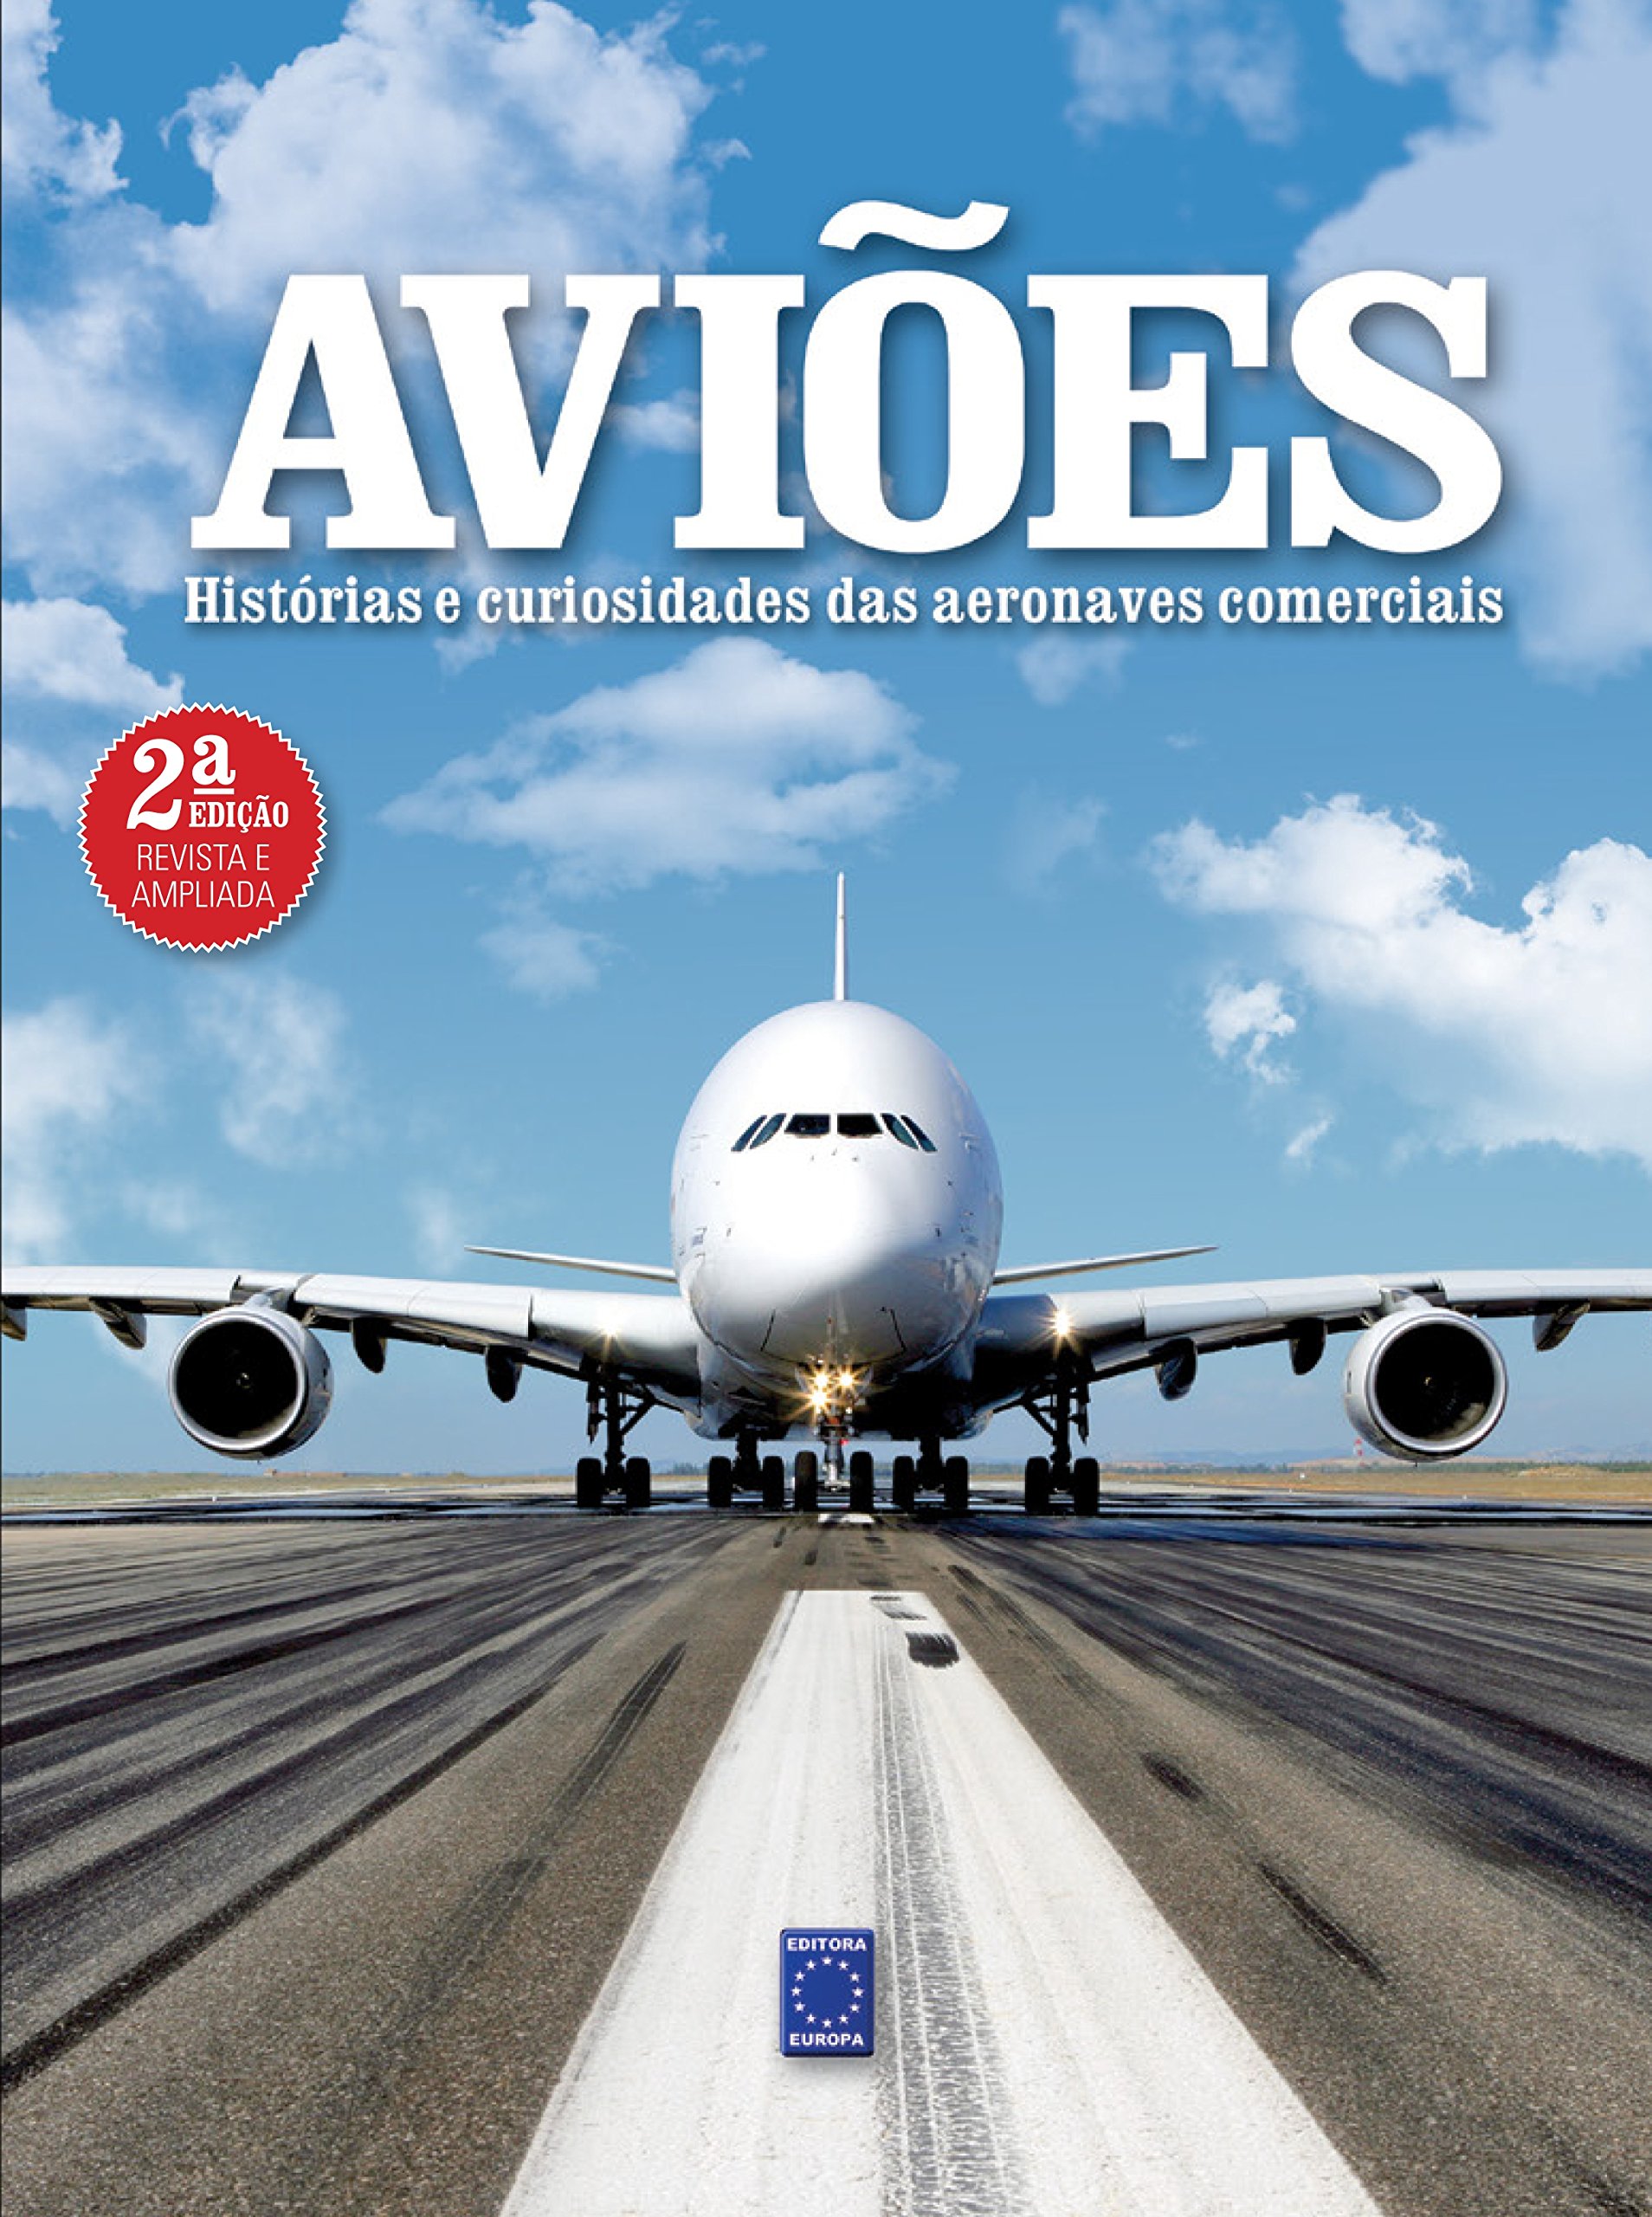 AVIÕES
Histórias e curiosidades das aeronaves comerciais
2ª
EDIÇÃO
REVISTA E
AMPLIADA
EDITORA
EUROPA